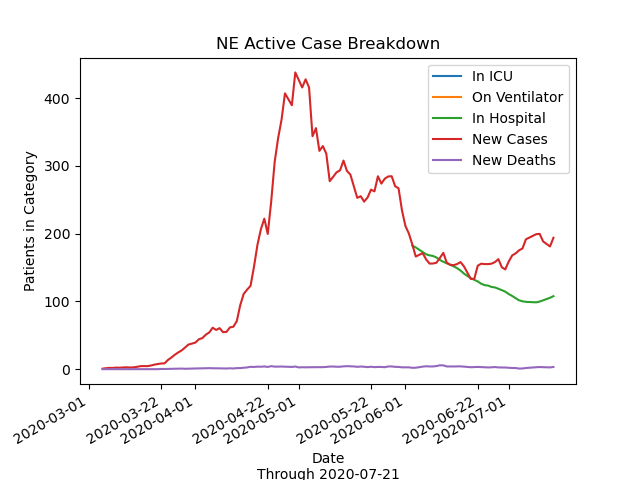 NE Active Case Breakdown
In ICU
On Ventilator
In Hospital
New Cases
New Deaths
Patients in Category
400
300
200
100
0
2020-03-01
2020-03-22
2020-04-01
2020-04-22
2020-05-01
2020-05-22
2020-06-01
2020-06-22
2020-07-01
Date
Through 2020-07-21